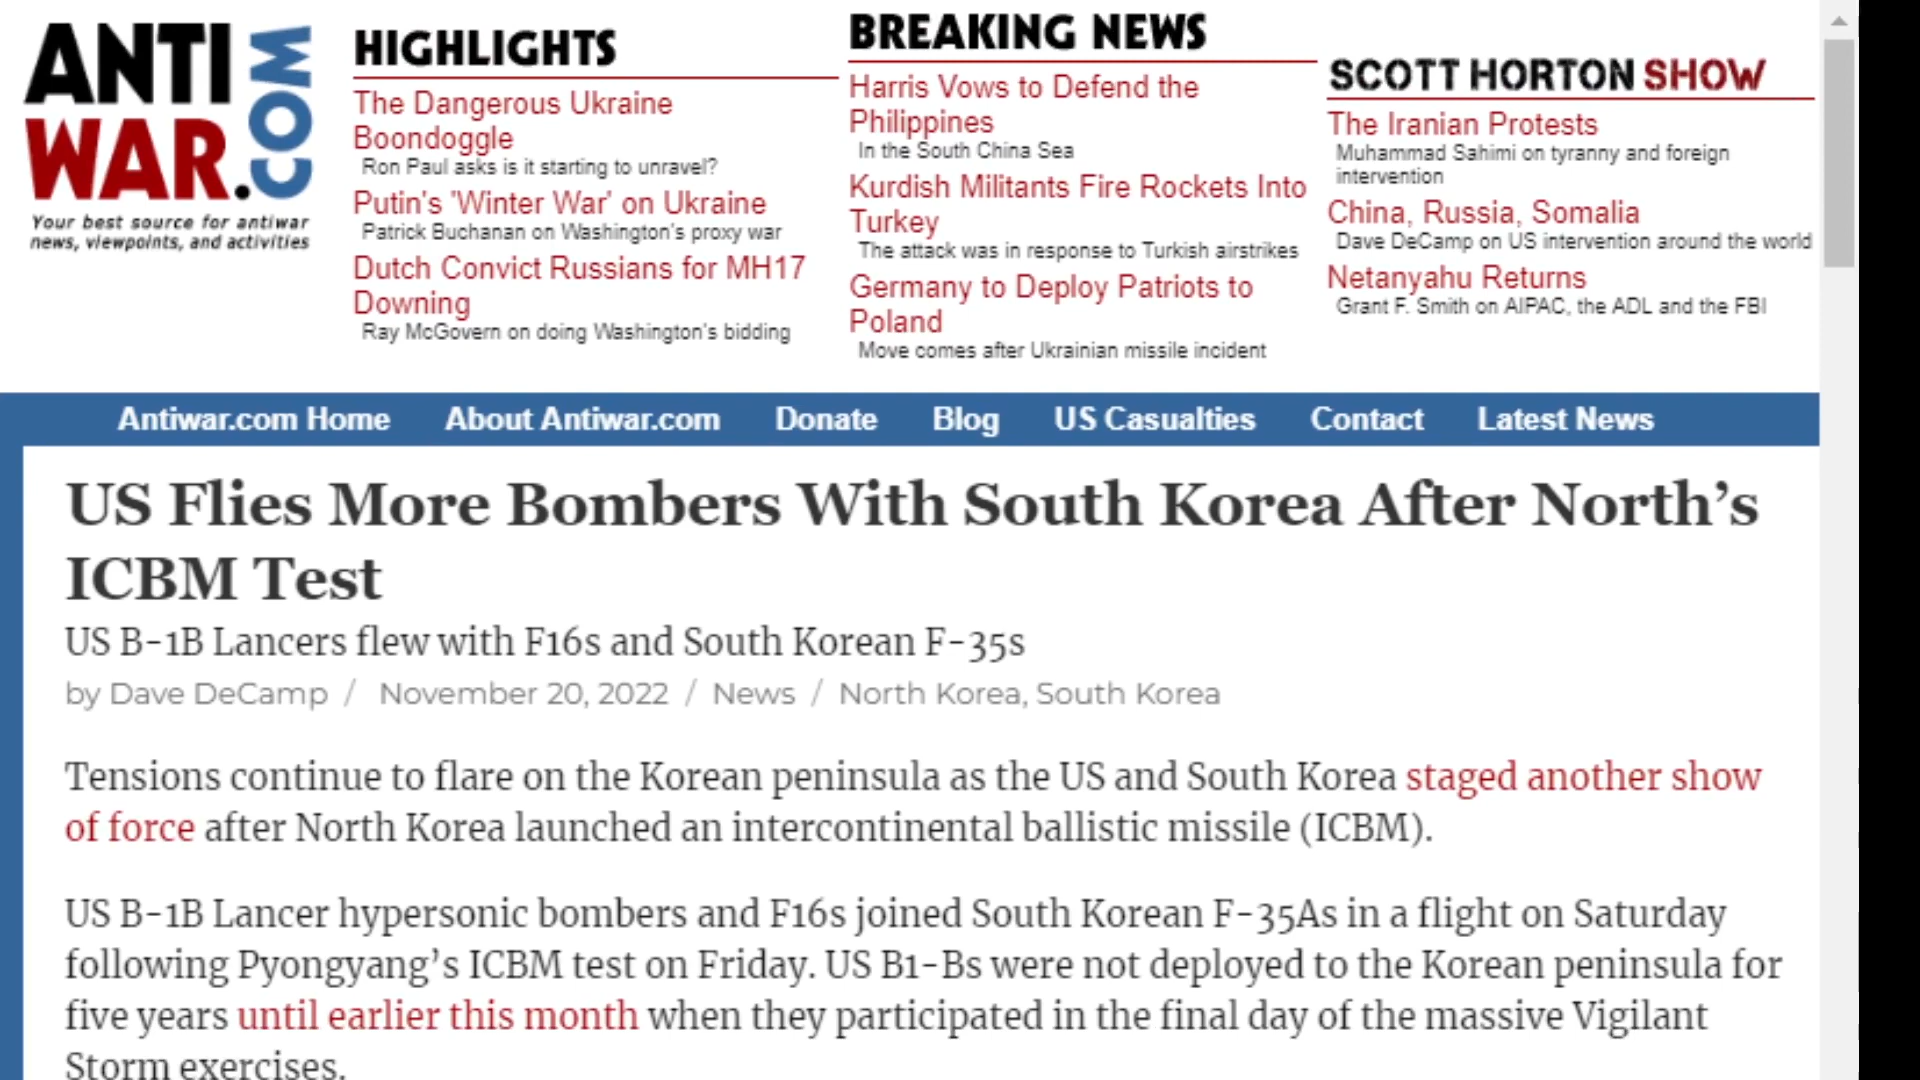 ANTI
WAR.COM
Your best source for antiwar
news, viewpoints, and activities
HIGHLIGHTS
The Dangerous Ukraine
Boondoggle
Ron Paul asks is it starting to unravel?
Putin's 'Winter War' on Ukraine
Patrick Buchanan on Washington's proxy war
Dutch Convict Russians for MH17
Downing
Ray McGovern on doing Washington's bidding
BREAKING NEWS
Harris Vows to Defend the
Philippines
In the South China Sea
Kurdish Militants Fire Rockets Into
Turkey
The attack was in response to Turkish airstrikes
Germany to Deploy Patriots to
Poland
Move comes after Ukrainian missile incident
SCOTT HORTON SHOW
The Iranian Protests
Muhammad Sahimi on tyranny and foreign
intervention
China, Russia, Somalia
Dave DeCamp on US intervention around the world
Netanyahu Returns
Grant F. Smith on AIPAC, the ADL and the FBI
Antiwar.com Home About Antiwar.com Donate Blog US Casualties Contact Latest News
US Flies More Bombers With South Korea After North’s
ICBM Test
US B-1B Lancers flew with F16s and South Korean F-35s
by Dave DeCamp / November 20, 2022 / News / North Korea, South Korea
Tensions continue to flare on the Korean peninsula as the US and South Korea staged another show
of force after North Korea launched an intercontinental ballistic missile (ICBM).
US B-1B Lancer hypersonic bombers and F16s joined South Korean F-35As in a flight on Saturday
following Pyongyang’s ICBM test on Friday. US B1-Bs were not deployed to the Korean peninsula for
five years until earlier this month when they participated in the final day of the massive Vigilant
Storm exercises.